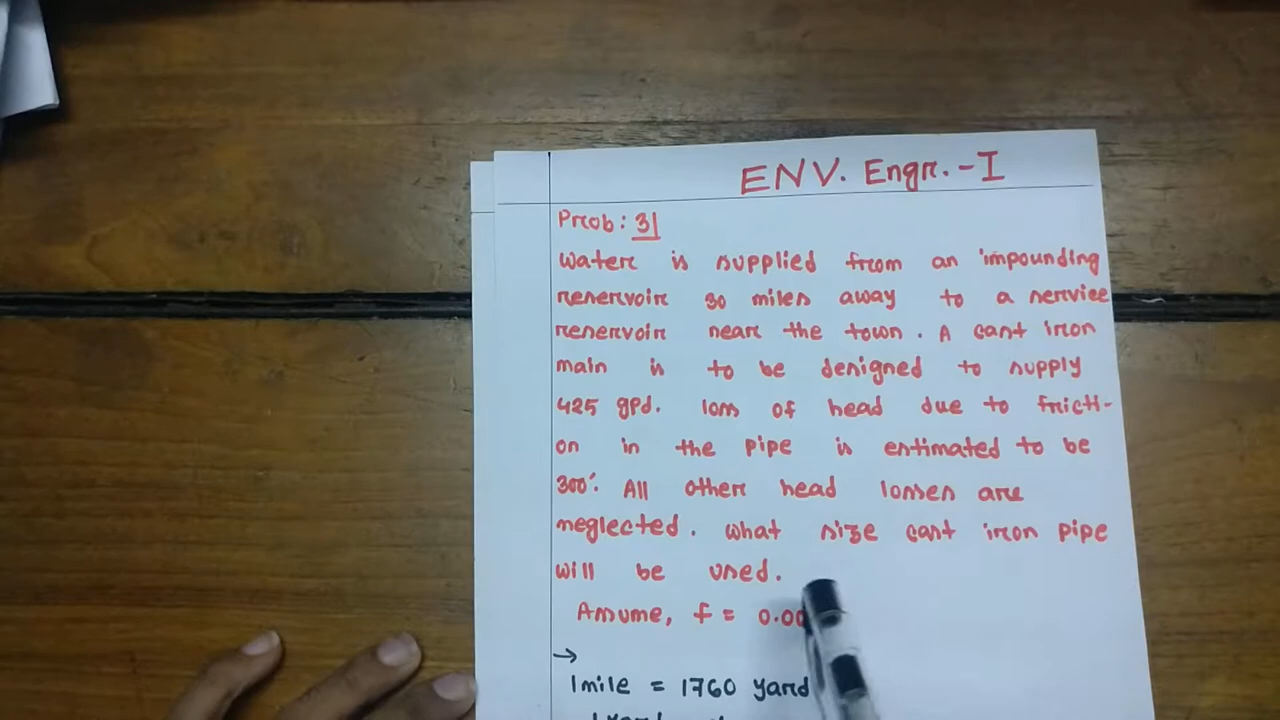 ENV. Engr.-I
Prob: 31
Water is supplied from an impounding
reservoir 30 miles away to a service
reservoir near the town. A cast iron
main is to be designed to supply
425 gpd. loss of head due to fricti-
on in the pipe is estimated to be
300'. All other head losses are
neglected. What size cast iron pipe
will be used.
Assume, f = 0.00
→
1mile = 1760 yard